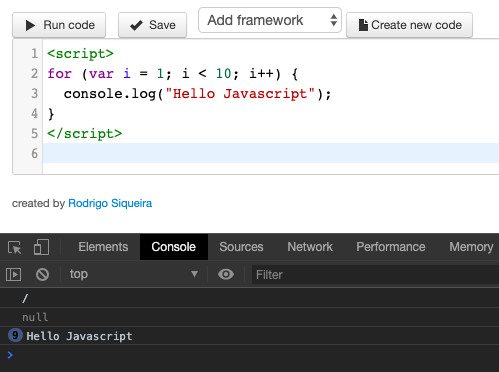 Run code Save Add framework Create new code
1 <script>
2 for (var i = 1; i < 10; i++) {
3   console.log("Hello Javascript");
4 }
5 </script>
6
created by Rodrigo Siqueira
Elements Console Sources Network Performance Memory
top Filter
/
null
9 Hello Javascript
>